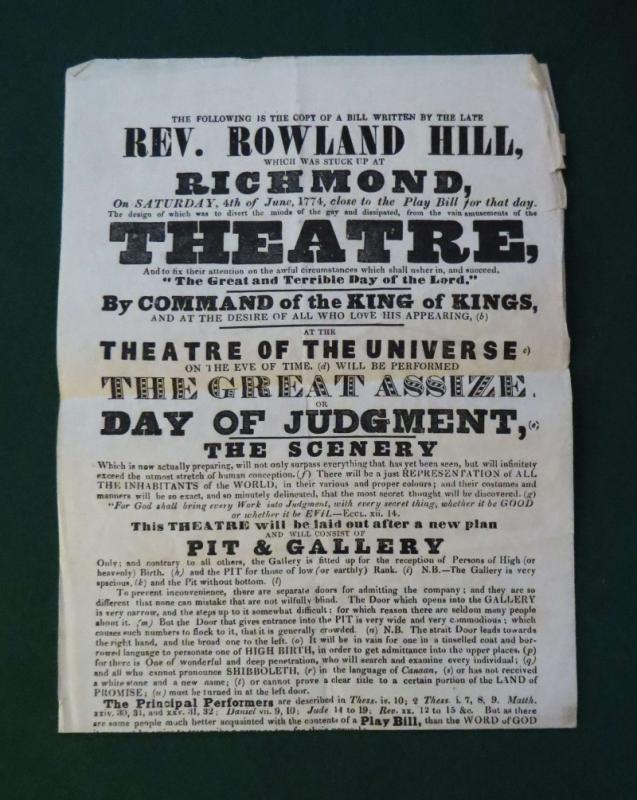 THE FOLLOWING IS THE COPY OF A BILL WRITTEN BY THE LATE
REV. ROWLAND HILL,
WHICH WAS STUCK UP AT
RICHMOND,
On SATURDAY, 4th of June, 1774, close to the Play Bill for that day.
The design of which was to divert the minds of the gay and dissipated, from the vain amusements of the
THEATRE,
And to fix their attention on the awful circumstances which shall usher in, and succeed,
"The Great and Terrible Day of the Lord."
By COMMAND of the KING of KINGS,
AND AT THE DESIRE OF ALL WHO LOVE HIS APPEARING, (b)
AT THE
THEATRE OF THE UNIVERSE c)
ON THE EVE OF TIME. (d) WILL BE PERFORMED
THE GREAT ASSIZE,
OR
DAY OF JUDGMENT, (e)
THE SCENERY
Which is now actually preparing, will not only surpass everything that has yet been seen, but will infinitely
exceed the utmost stretch of human conception. (f) There will be a just REPRESENTATION of ALL
THE INHABITANTS of the WORLD, in their various and proper colours; and their costumes and
manners will be so exact, and so minutely delineated, that the most secret thought will be discovered. (g)
"For God shall bring every Work into Judgment, with every secret thing, whether it be GOOD
or whether it be EVIL—ECCL. xii. 14.
This THEATRE will be laid out after a new plan
AND WILL CONSIST OF
PIT & GALLERY
Only; and contrary to all others, the Gallery is fitted up for the reception of Persons of High (or
heavenly) Birth. (h) and the PIT for those of low (or earthly) Rank. (i) N.B.—The Gallery is very
spacious, (k) and the Pit without bottom. (l)
To prevent inconvenience, there are separate doors for admitting the company; and they are so
different that none can mistake that are not wilfully blind. The Door which opens into the GALLERY
is very narrow, and the steps up to it somewhat difficult; for which reason there are seldom many people
about it. (m) But the Door that gives entrance into the PIT is very wide and very commodious; which
causes such numbers to flock to it, that it is generally crowded. (n) N.B. The strait Door leads towards
the right hand, and the broad one to the left. (o) It will be in vain for one in a tinselled coat and bor-
rowed language to personate one of HIGH BIRTH, in order to get admittance into the upper places, (p)
for there is One of wonderful and deep penetration, who will search and examine every individual; (q)
and all who cannot pronounce SHIBBOLETH, (r) in the language of Canaan, (s) or has not received
a white stone and a new name; (t) or cannot prove a clear title to a certain portion of the LAND of
PROMISE; (u) must be turned in at the left door.
The Principal Performers are described in Thess. iv. 10; 2 Thess. i. 7, 8, 9. Matth.
xxiv. 30, 31, and xxv. 31, 32; Daniel vii. 9, 10; Jude 14 to 19; Rev. xx. 12 to 15 &c. But as there
are some people much better acquainted with the contents of a Play Bill, than the WORD of GOD